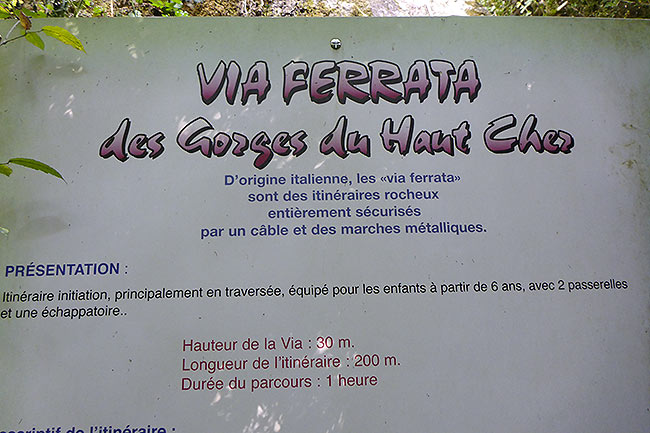 VIA FERRATA
des Gorges du Haut Cher
D'origine italienne, les «via ferrata»
sont des itinéraires rocheux
entièrement sécurisés
par un câble et des marches métalliques.
PRÉSENTATION :
Itinéraire initiation, principalement en traversée, équipé pour les enfants à partir de 6 ans, avec 2 passerelles
et une échappatoire..
Hauteur de la Via : 30 m.
Longueur de l'itinéraire : 200 m.
Durée du parcours : 1 heure
escriptif de l'itinéraire :